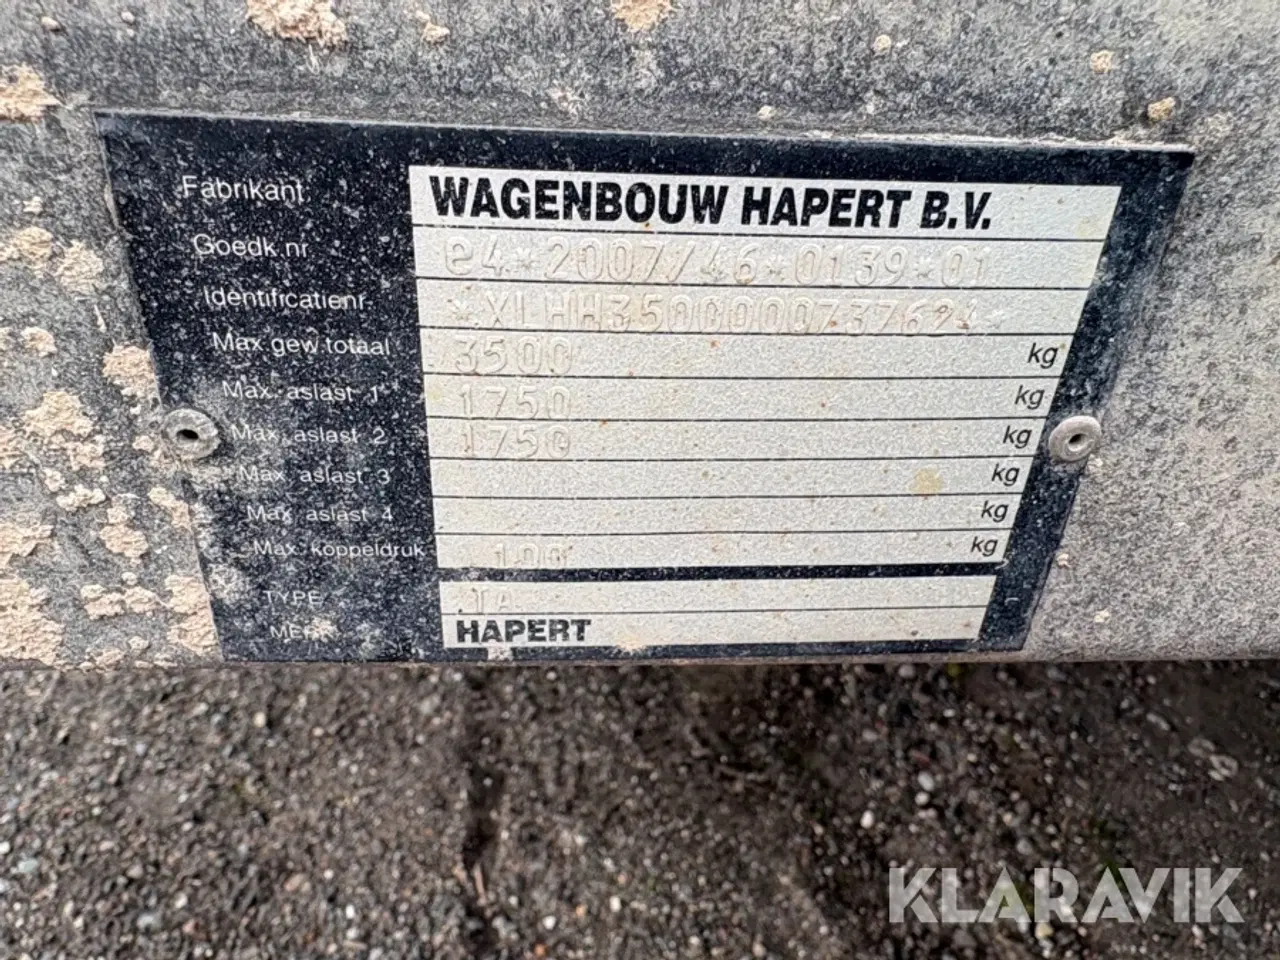 Fabrikant WAGENBOUW HAPERT B.V.
Goedk.nr e4*2007/46*0139*01
Identificatienr.
Max.gew.totaal 3500 kg
Max. aslast 1 1750 kg
Max. aslast 2 1750 kg
Max aslast 3 kg
Max aslast 4 kg
Max koppeldruk 100 kg
TYPE
HAPERT
KLARAVIK